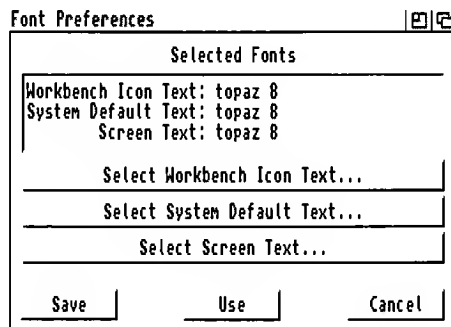 Font Preferences
Selected Fonts
Workbench Icon Text: topaz 8
System Default Text: topaz 8
Screen Text: topaz 8
Select Workbench Icon Text...
Select System Default Text...
Select Screen Text...
Save Use Cancel